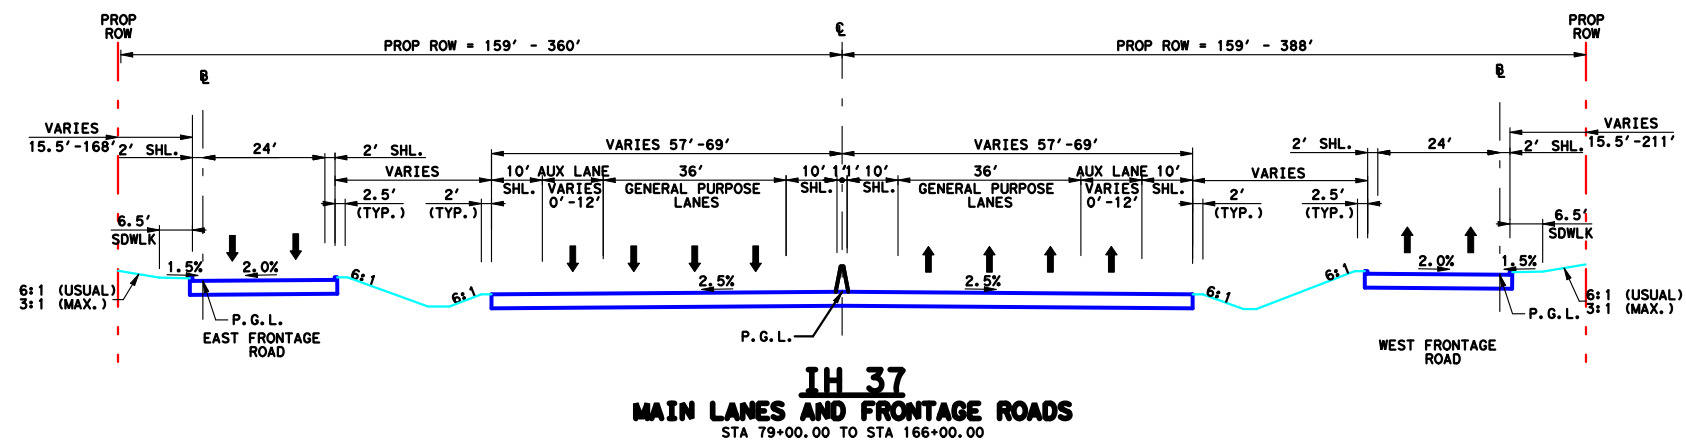 PROP
ROW
℄
PROP
ROW
PROP ROW = 159' - 360'
PROP ROW = 159' - 388'
VARIES
15.5'-168'
VARIES
15.5'-211'
2' SHL.
24'
2' SHL.
VARIES 57'-69'
VARIES 57'-69'
2' SHL.
24'
2' SHL.
VARIES
10'
SHL.
AUX LANE
VARIES
0'-12'
36'
GENERAL PURPOSE
LANES
10'
SHL.
1'
1'
10'
SHL.
36'
GENERAL PURPOSE
LANES
AUX LANE
VARIES
0'-12'
10'
SHL.
VARIES
2.5'
(TYP.)
2'
(TYP.)
2'
(TYP.)
2.5'
(TYP.)
6.5'
SDWLK
6.5'
SDWLK
1.5%
2.0%
6:1
6:1
2.5%
2.5%
6:1
6:1
2.0%
1.5%
6:1 (USUAL)
3:1 (MAX.)
6:1 (USUAL)
3:1 (MAX.)
P.G.L.
EAST FRONTAGE
ROAD
P.G.L.
P.G.L.
WEST FRONTAGE
ROAD
IH 37
MAIN LANES AND FRONTAGE ROADS
STA 79+00.00 TO STA 166+00.00